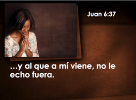 Juan 6:37
...y al que a mí viene, no le
echo fuera.